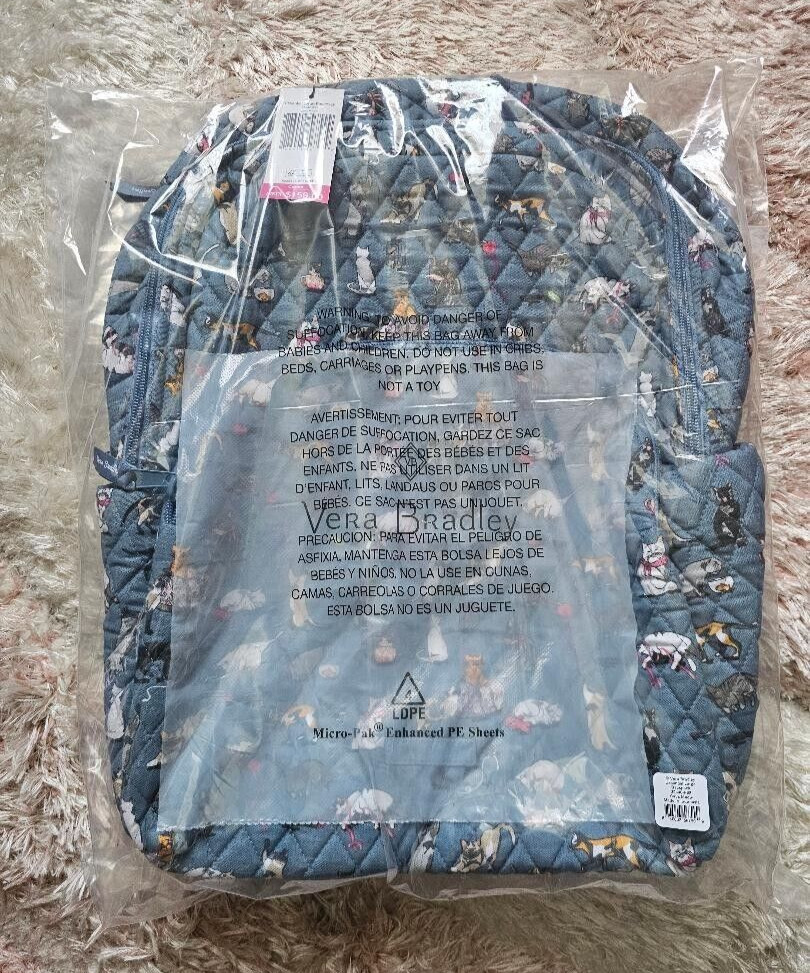 WARNING: TO AVOID DANGER OF
SUFFOCATION, KEEP THIS BAG AWAY FROM
BABIES AND CHILDREN. DO NOT USE IN CRIBS,
BEDS, CARRIAGES OR PLAYPENS. THIS BAG IS
NOT A TOY
AVERTISSEMENT: POUR EVITER TOUT
DANGER DE SUFFOCATION, GARDEZ CE SAC
HORS DE LA PORTÉE DES BÉBÉS ET DES
ENFANTS. NE PAS UTILISER DANS UN LIT
D'ENFANT, LITS, LANDAUS OU PARCS POUR
BÉBÉS. CE SAC N'EST PAS UN JOUET.
VERA BRADLEY
PRECAUCION: PARA EVITAR EL PELIGRO DE
ASFIXIA, MANTENGA ESTA BOLSA LEJOS DE
BEBÉS Y NIÑOS. NO LA USE EN CUNAS,
CAMAS, CARREOLAS O CORRALES DE JUEGO.
ESTA BOLSA NO ES UN JUGUETE.
LDPE
Micro-Pak® Enhanced PE Sheets